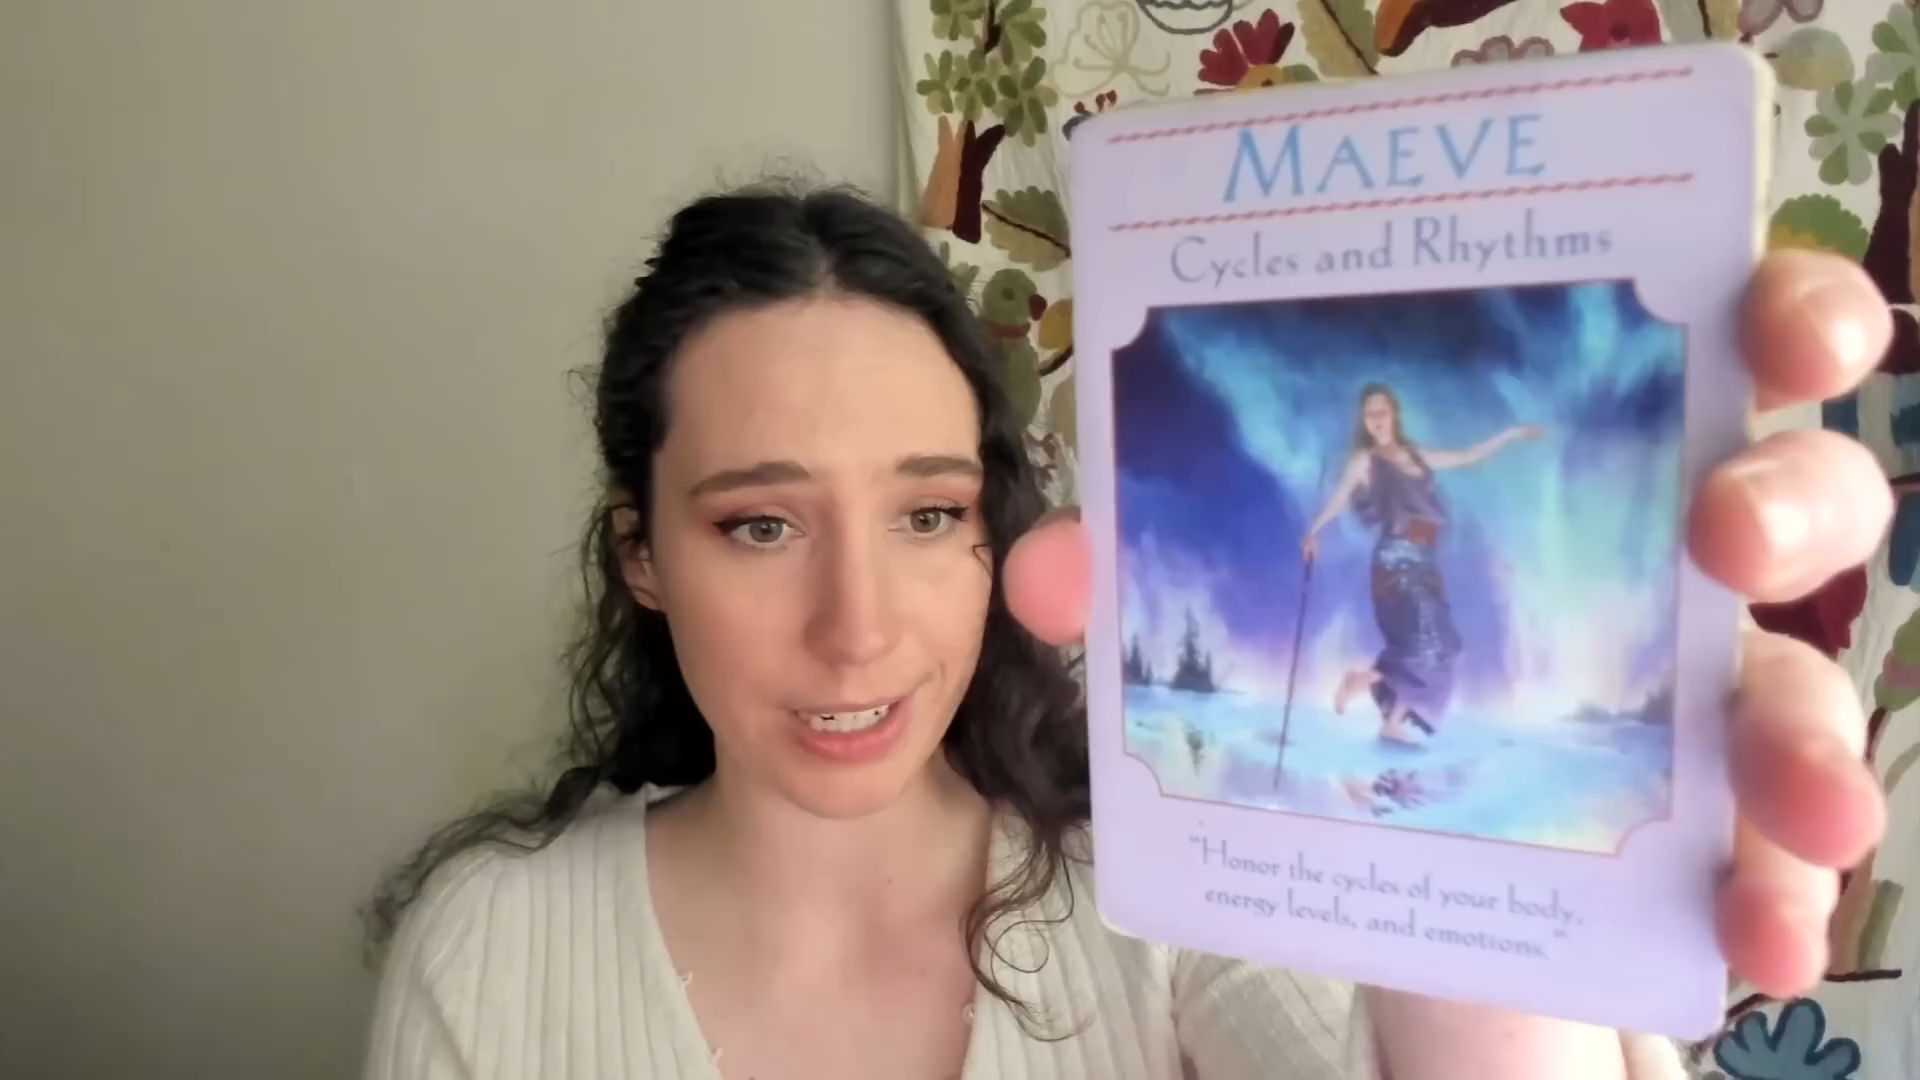 MAEVE
Cycles and Rhythms
"Honor the cycles of your body,
energy levels, and emotions."